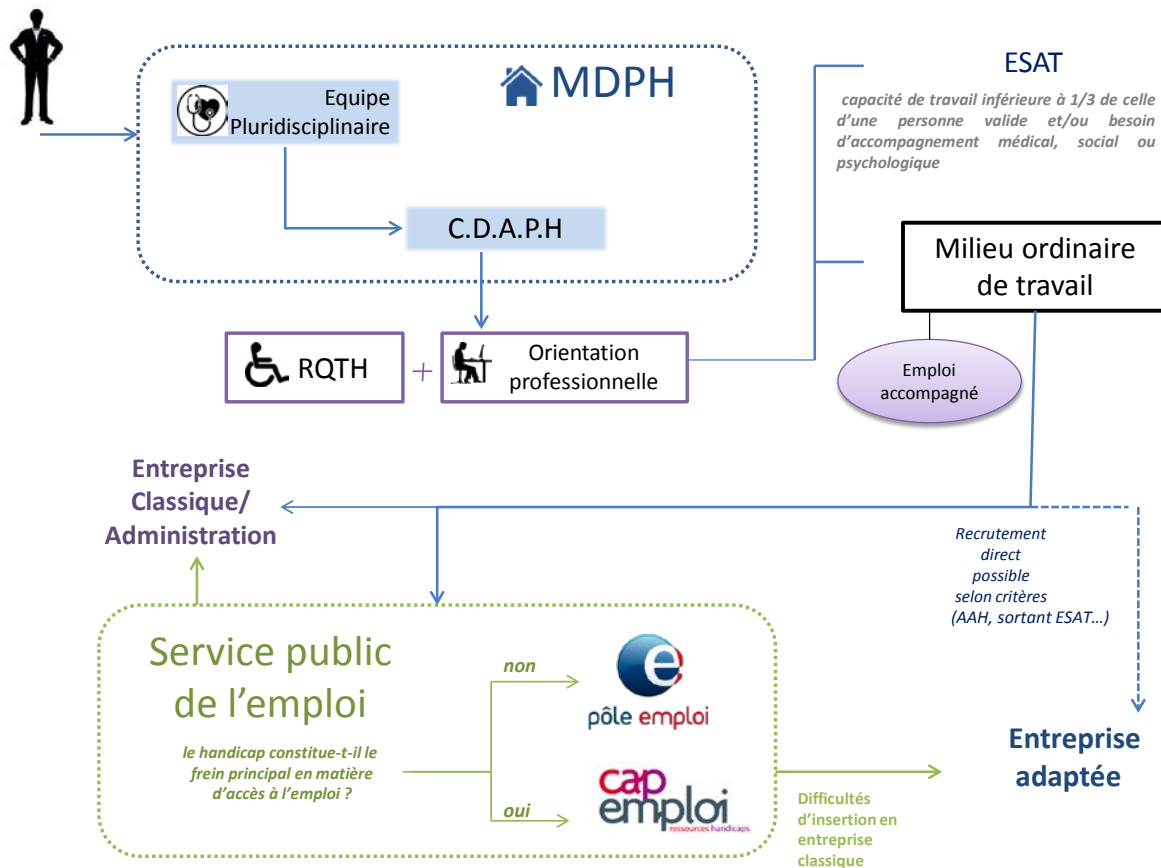 MDPH
Equipe
Pluridisciplinaire
C.D.A.P.H
RQTH
+
Orientation
professionnelle
ESAT
capacité de travail inférieure à 1/3 de celle
d'une personne valide et/ou besoin
d'accompagnement médical, social ou
psychologique
Milieu ordinaire
de travail
Emploi
accompagné
Entreprise
Classique/
Administration
Recrutement
direct
possible
selon critères
(AAH, sortant ESAT…)
Service public
de l'emploi
le handicap constitue-t-il le
frein principal en matière
d'accès à l'emploi ?
non
e
pôle emploi
oui
cap
emploi
ressources handicaps
Difficultés
d'insertion en
entreprise
classique
Entreprise
adaptée